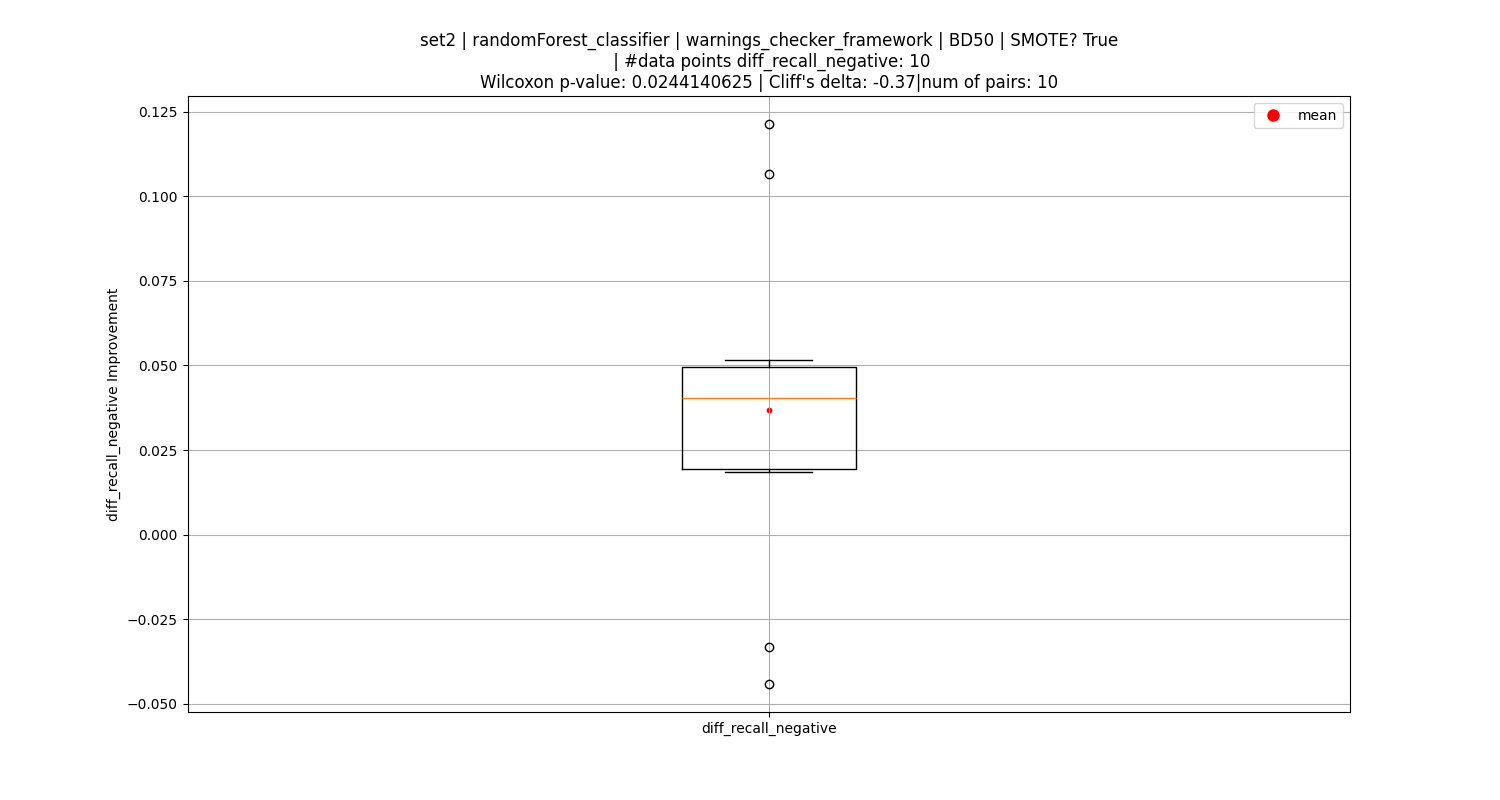 set2 | randomForest_classifier | warnings_checker_framework | BD50 | SMOTE? True
| #data points diff_recall_negative: 10
Wilcoxon p-value: 0.0244140625 | Cliff's delta: -0.37|num of pairs: 10
mean
0.125
0.100
0.075
0.050
0.025
0.000
−0.025
−0.050
diff_recall_negative Improvement
diff_recall_negative